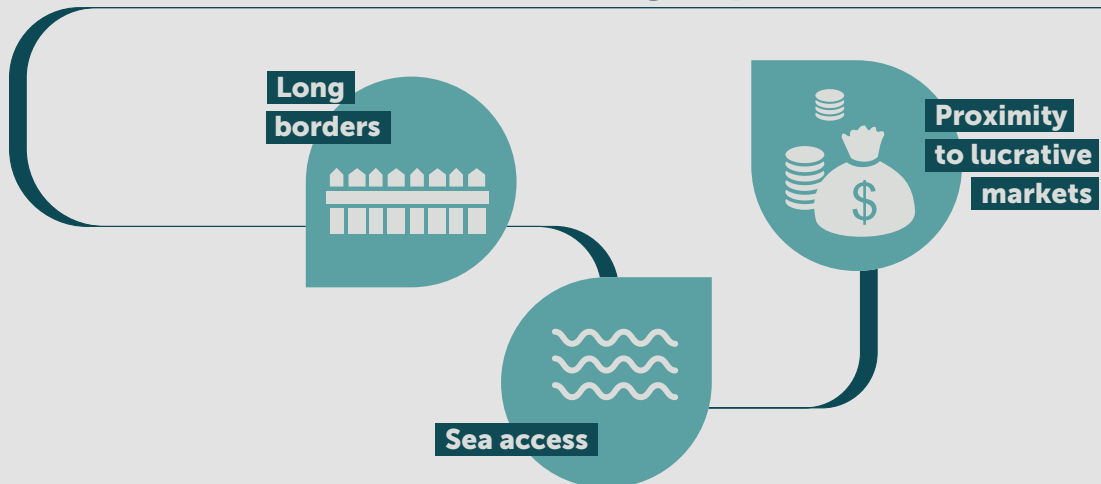 Long
borders
Proximity
to lucrative
markets
$
Sea access